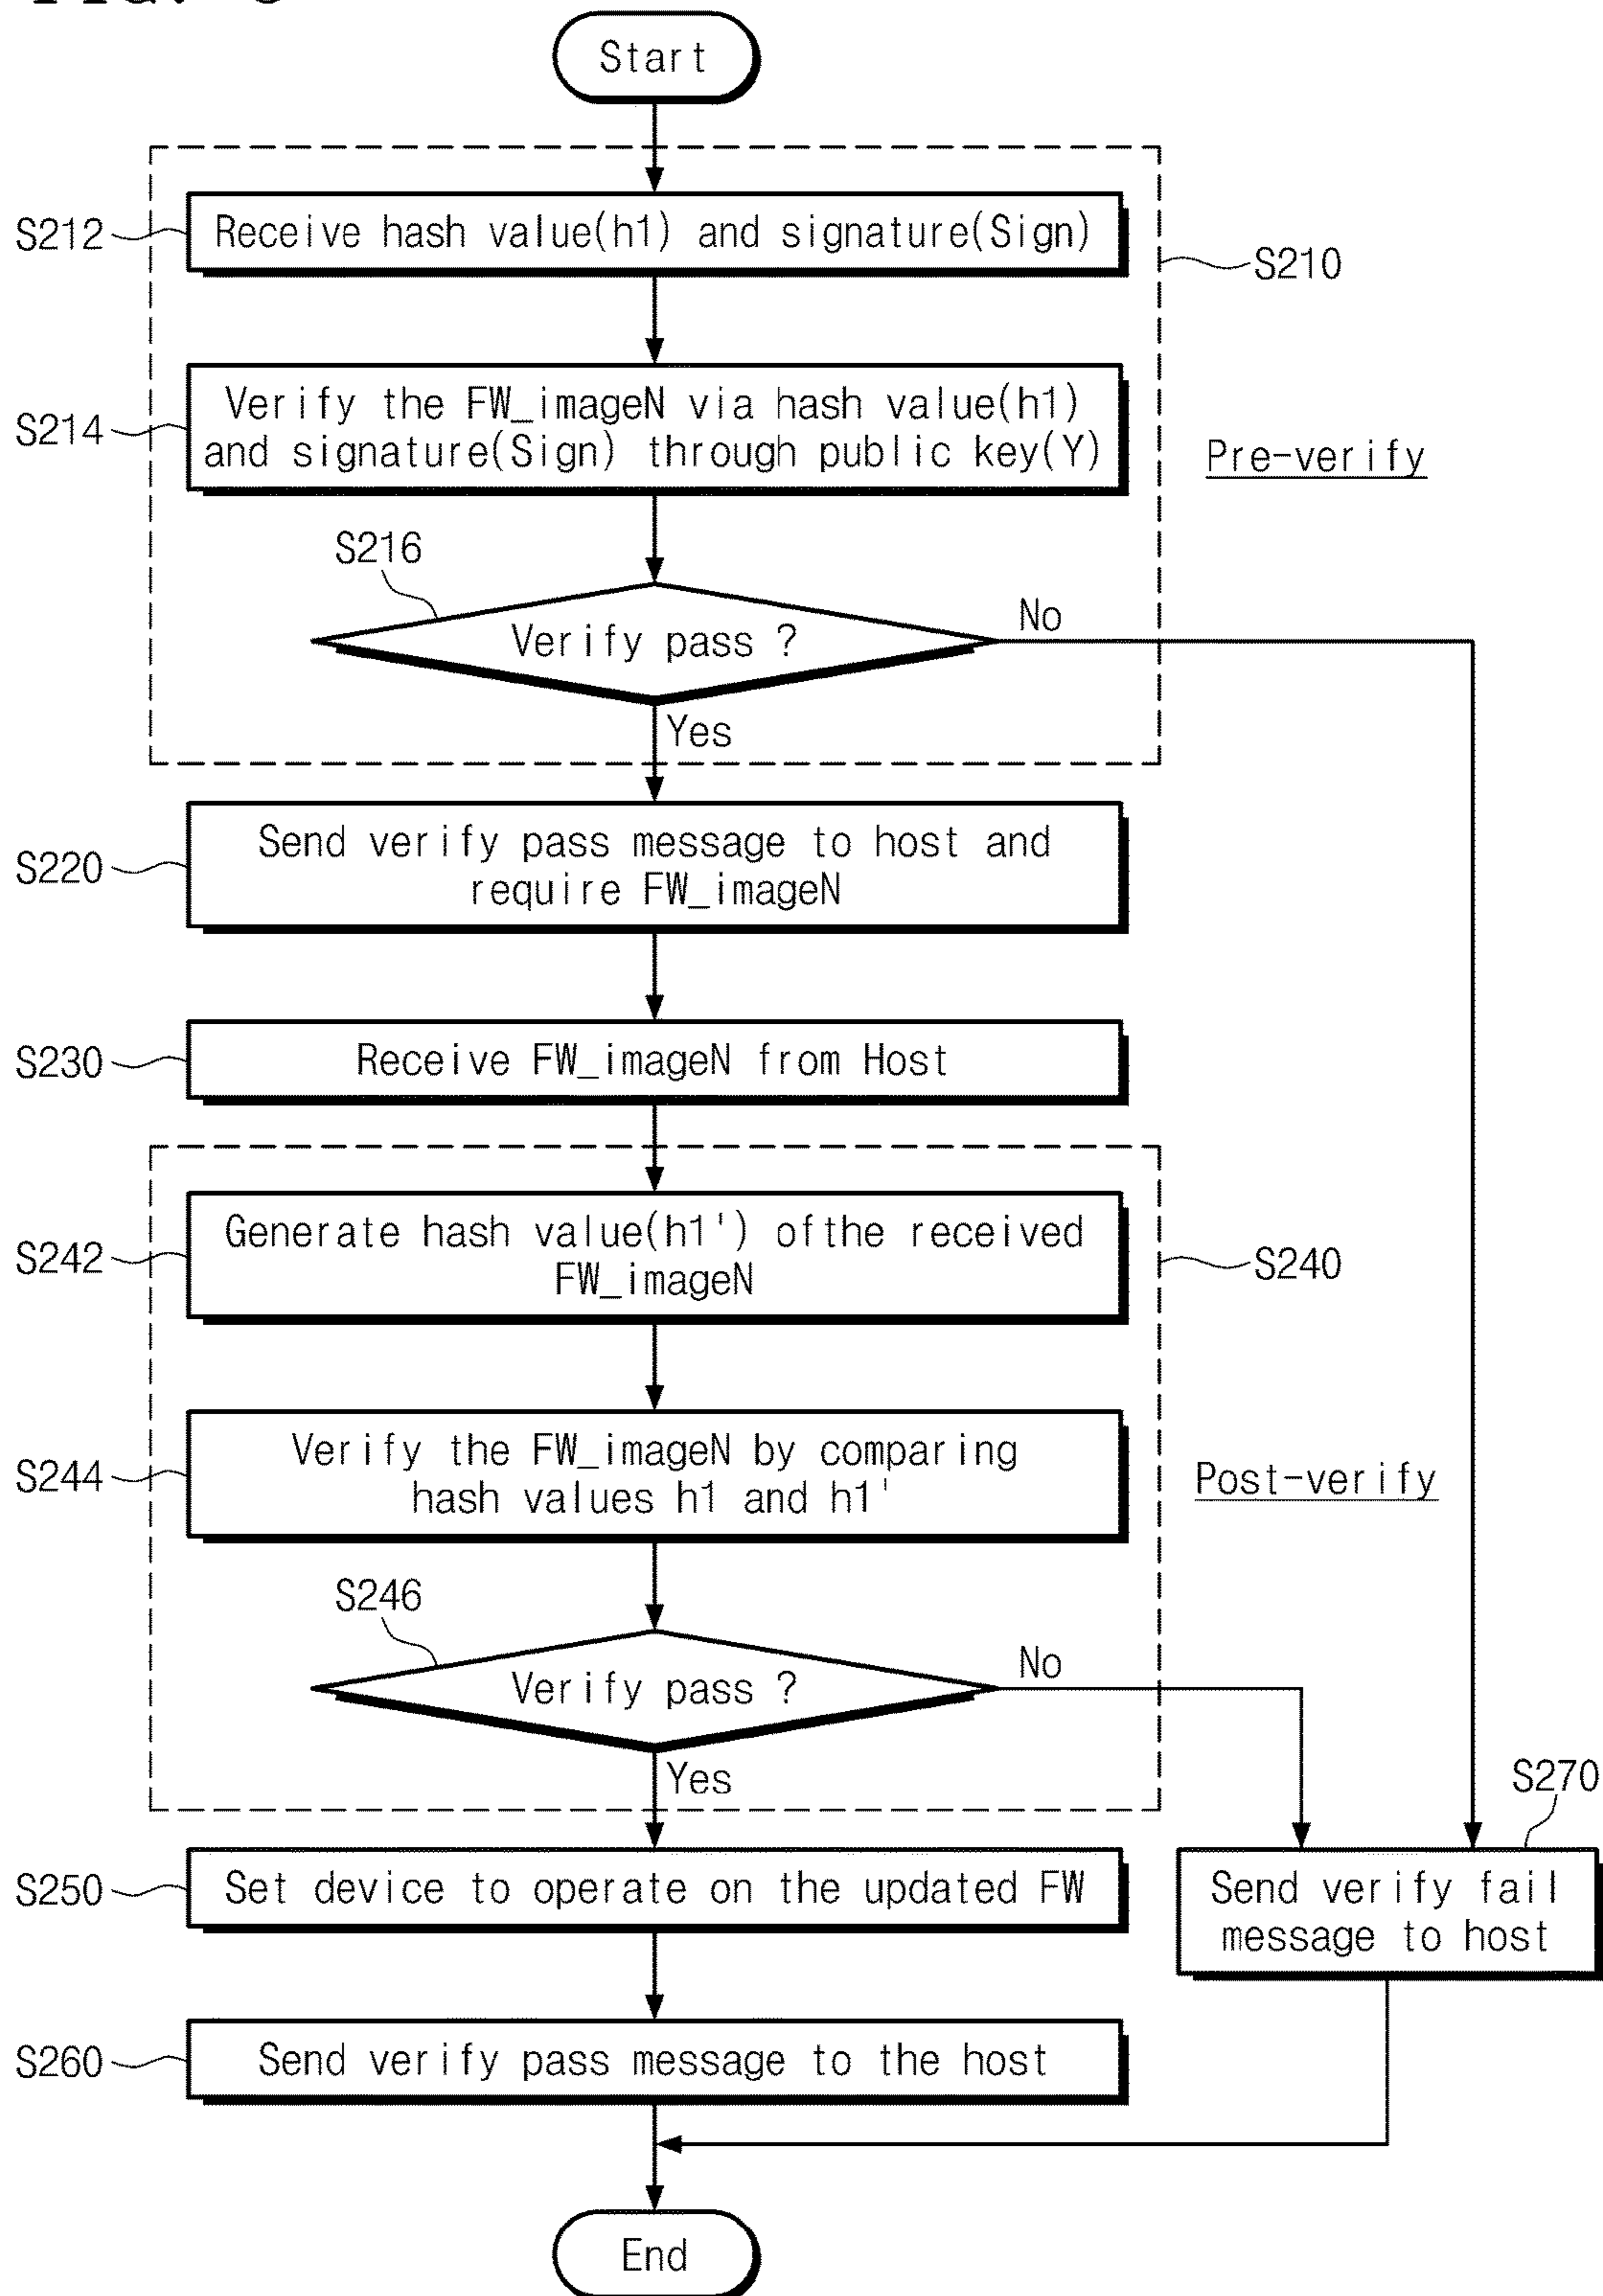 Start
S212
Receive hash value(h1) and signature(Sign)
S210
S214
Verify the FW_imageN via hash value(h1)
and signature(Sign) through public key(Y)
Pre-verify
S216
Verify pass ?
No
Yes
S220
Send verify pass message to host and
require FW_imageN
S230
Receive FW_imageN from Host
S242
Generate hash value(h1') ofthe received
FW_imageN
S240
S244
Verify the FW_imageN by comparing
hash values h1 and h1'
Post-verify
S246
Verify pass ?
No
Yes
S270
S250
Set device to operate on the updated FW
Send verify fail
message to host
S260
Send verify pass message to the host
End